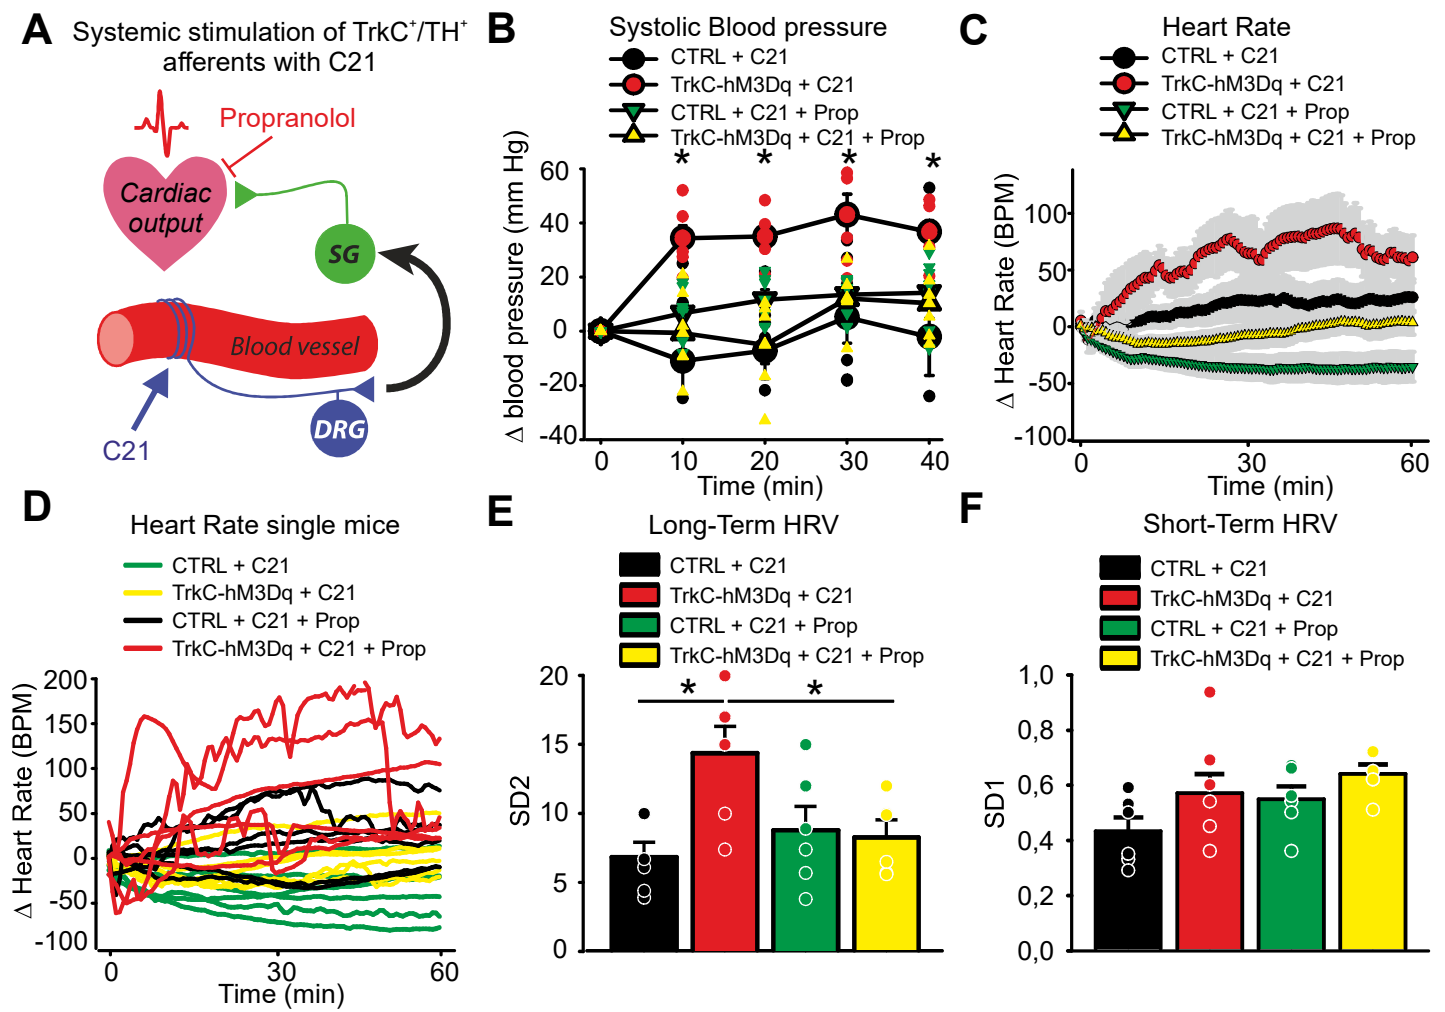 A
Systemic stimulation of TrkC+/TH+
afferents with C21
Propranolol
Cardiac
output
SG
Blood vessel
C21
DRG
B
Systolic Blood pressure
CTRL + C21
TrkC-hM3Dq + C21
CTRL + C21 + Prop
TrkC-hM3Dq + C21 + Prop
* * * *
Δ blood pressure (mm Hg)
60
40
20
0
-20
-40
0 10 20 30 40
Time (min)
C
Heart Rate
CTRL + C21
TrkC-hM3Dq + C21
CTRL + C21 + Prop
TrkC-hM3Dq + C21 + Prop
Δ Heart Rate (BPM)
100
50
0
-50
-100
0 30 60
Time (min)
D
Heart Rate single mice
CTRL + C21
TrkC-hM3Dq + C21
CTRL + C21 + Prop
TrkC-hM3Dq + C21 + Prop
Δ Heart Rate (BPM)
200
150
100
50
0
-50
-100
0 30 60
Time (min)
E
Long-Term HRV
CTRL + C21
TrkC-hM3Dq + C21
CTRL + C21 + Prop
TrkC-hM3Dq + C21 + Prop
* *
SD2
20
15
10
5
0
F
Short-Term HRV
CTRL + C21
TrkC-hM3Dq + C21
CTRL + C21 + Prop
TrkC-hM3Dq + C21 + Prop
SD1
1,0
0,8
0,6
0,4
0,2
0,0